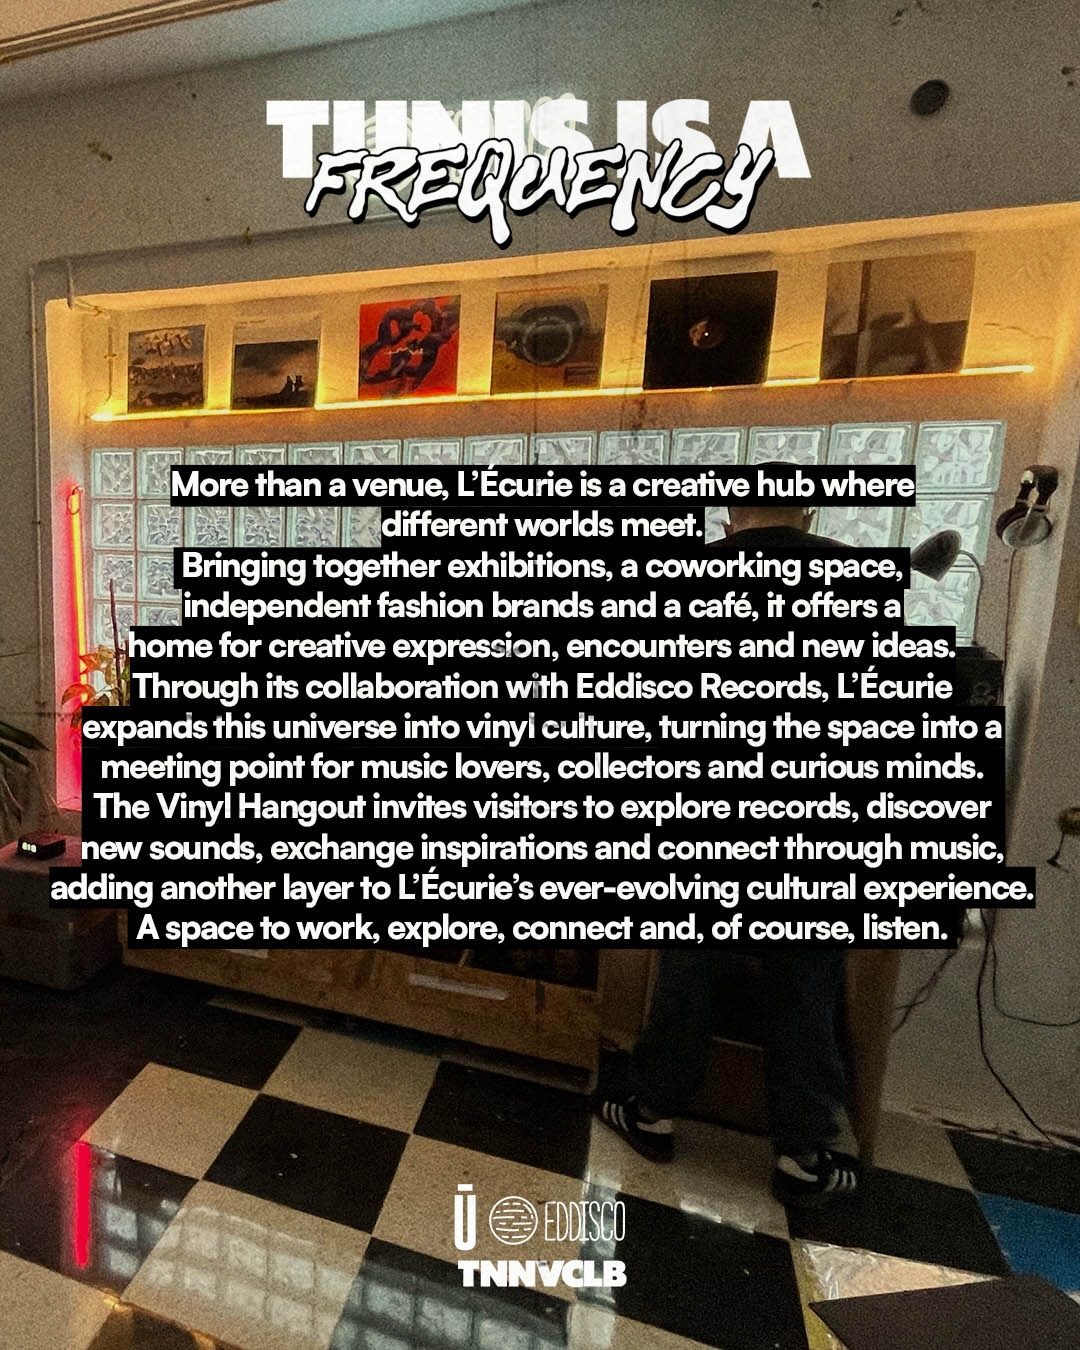 TUNIS IS A
FREQUENCY
More than a venue, L’Écurie is a creative hub where
different worlds meet.
Bringing together exhibitions, a coworking space,
independent fashion brands and a café, it offers a
home for creative expression, encounters and new ideas.
Through its collaboration with Eddisco Records, L’Écurie
expands this universe into vinyl culture, turning the space into a
meeting point for music lovers, collectors and curious minds.
The Vinyl Hangout invites visitors to explore records, discover
new sounds, exchange inspirations and connect through music,
adding another layer to L’Écurie’s ever-evolving cultural experience.
A space to work, explore, connect and, of course, listen.
Ū EDDISCO
TNNVCLB